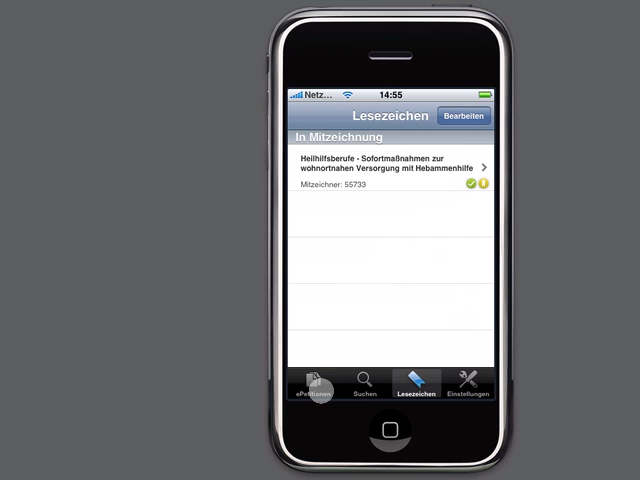 Netz... 14:55
Lesezeichen Bearbeiten
In Mitzeichnung
Heilhilfsberufe - Sofortmaßnahmen zur
wohnortnahen Versorgung mit Hebammenhilfe
Mitzeichner: 55733
ePetitionen Suchen Lesezeichen Einstellungen